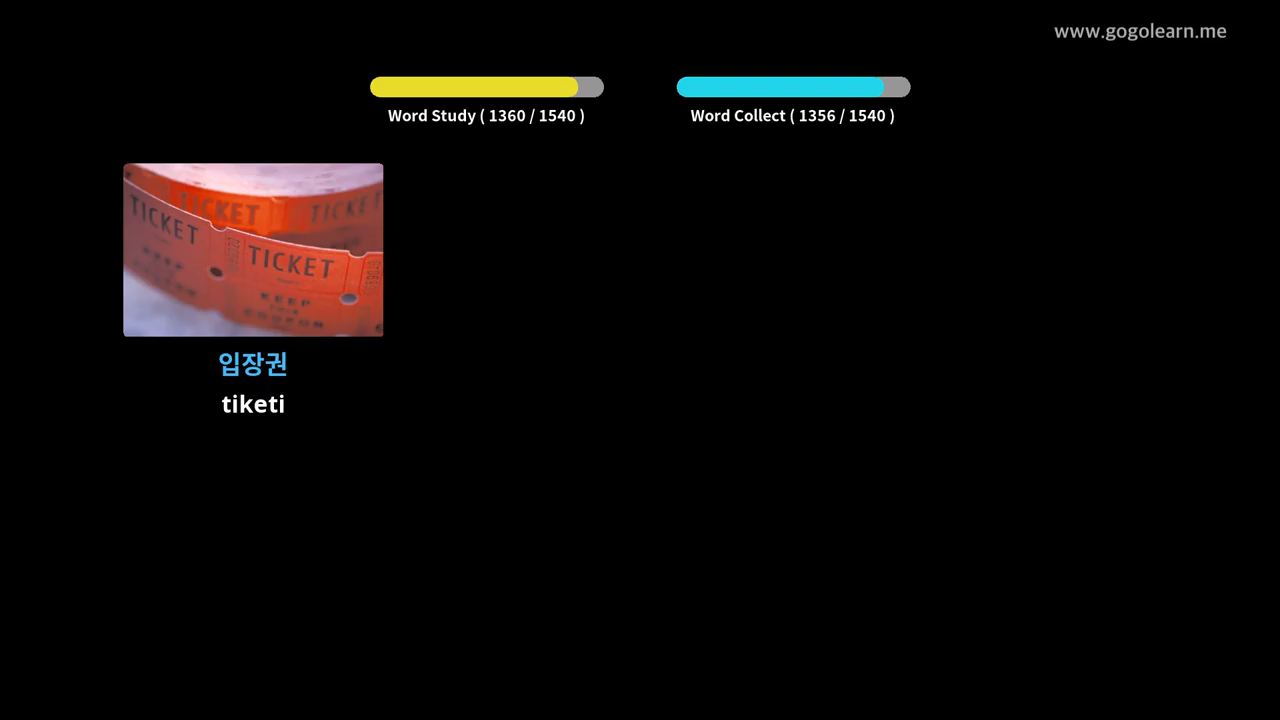 www.gogolearn.me
Word Study ( 1360 / 1540 )
Word Collect ( 1356 / 1540 )
TICKET
TICKET
TICKET
TICKET
KEEP
COUPON
입장권
tiketi